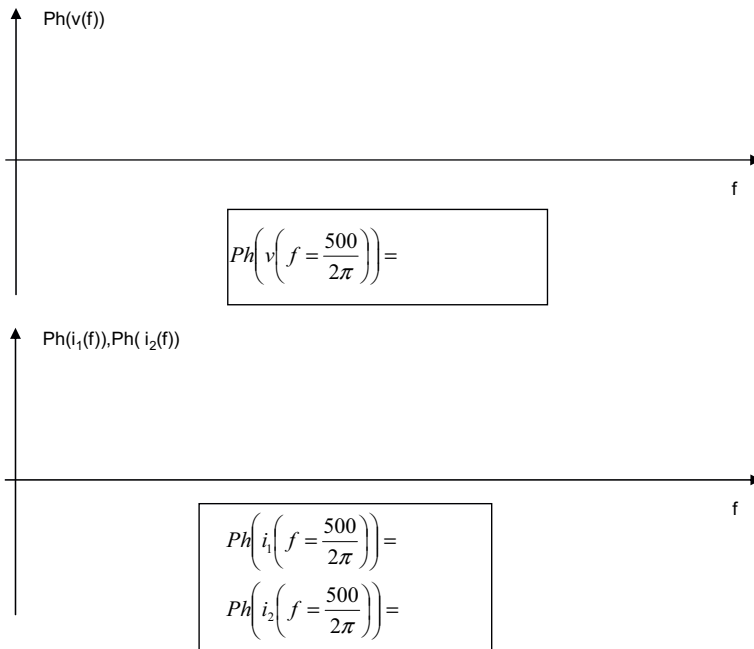 Ph(v(f))
f
Ph(v(f = 500/2π)) =
Ph(i₁(f)),Ph( i₂(f))
f
Ph(i₁(f = 500/2π)) =
Ph(i₂(f = 500/2π)) =